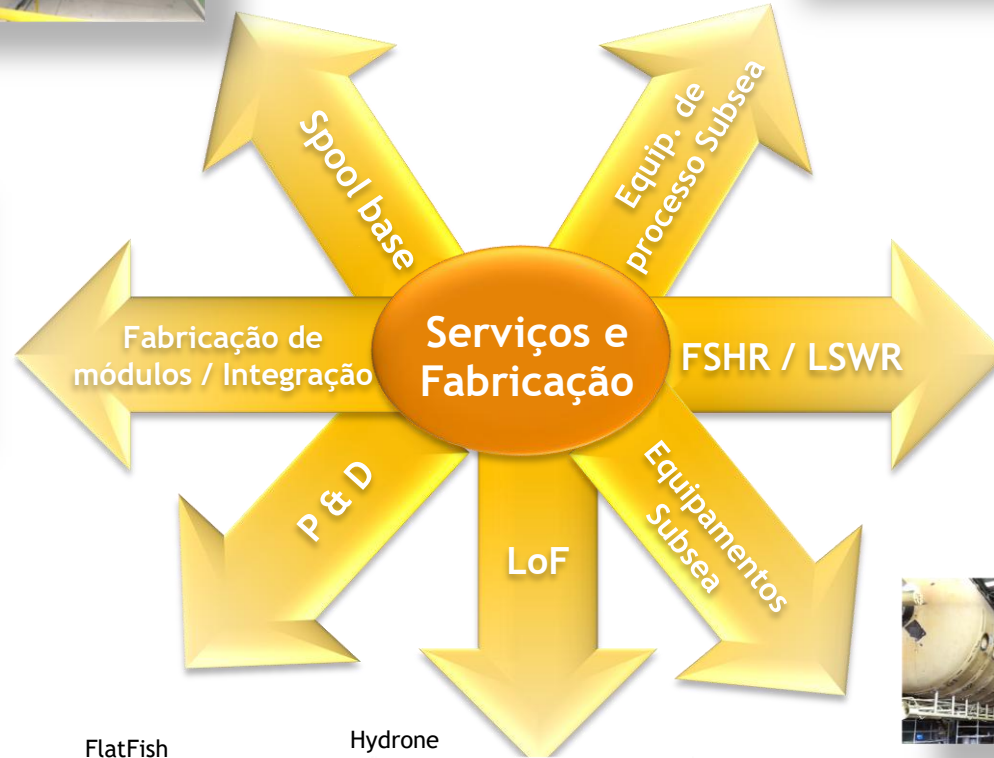 Spool base
Equip. de
processo Subsea
Fabricação de
módulos / Integração
Serviços e
Fabricação
FSHR / LSWR
P & D
LoF
Equipamentos
Subsea
FlatFish
Hydrone